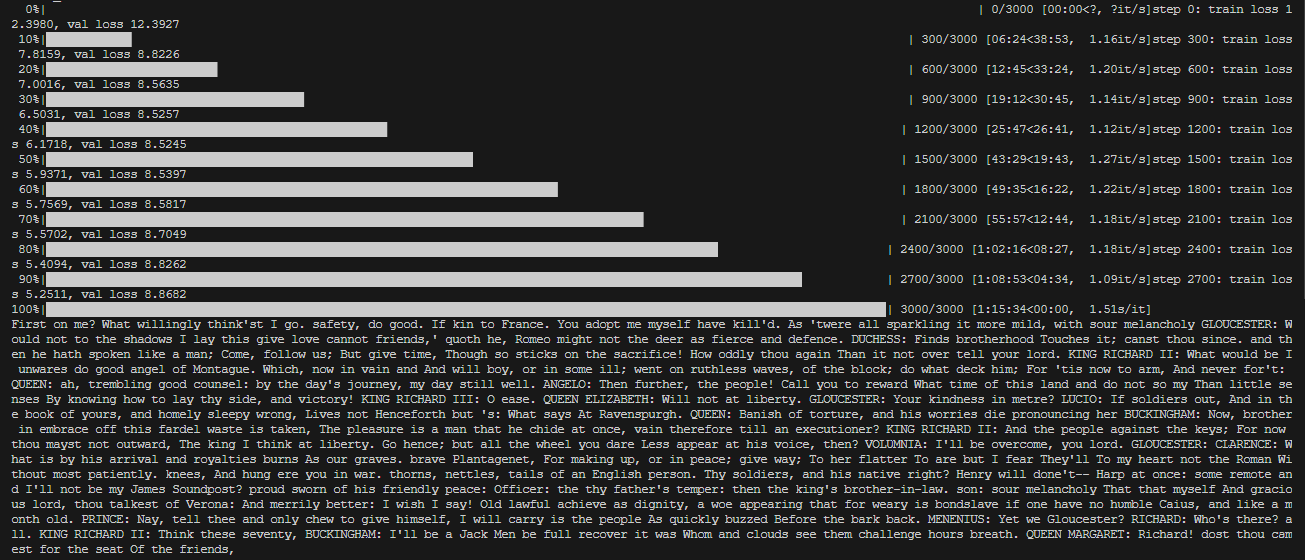 0%| | 0/3000 [00:00<?, ?it/s]step 0: train loss 1
2.3980, val loss 12.3927
10%| | 300/3000 [06:24<38:53, 1.16it/s]step 300: train loss
7.8159, val loss 8.8226
20%| | 600/3000 [12:45<33:24, 1.20it/s]step 600: train loss
7.0016, val loss 8.5635
30%| | 900/3000 [19:12<30:45, 1.14it/s]step 900: train loss
6.5031, val loss 8.5257
40%| | 1200/3000 [25:47<26:41, 1.12it/s]step 1200: train los
s 6.1718, val loss 8.5245
50%| | 1500/3000 [43:29<19:43, 1.27it/s]step 1500: train los
s 5.9371, val loss 8.5397
60%| | 1800/3000 [49:35<16:22, 1.22it/s]step 1800: train los
s 5.7569, val loss 8.5817
70%| | 2100/3000 [55:57<12:44, 1.18it/s]step 2100: train los
s 5.5702, val loss 8.7049
80%| | 2400/3000 [1:02:16<08:27, 1.18it/s]step 2400: train los
s 5.4094, val loss 8.8262
90%| | 2700/3000 [1:08:53<04:34, 1.09it/s]step 2700: train los
s 5.2511, val loss 8.8682
100%| | 3000/3000 [1:15:34<00:00, 1.51s/it]
First on me? What willingly think'st I go. safety, do good. If kin to France. You adopt me myself have kill'd. As 'twere all sparkling it more mild, with sour melancholy GLOUCESTER: W
ould not to the shadows I lay this give love cannot friends,' quoth he, Romeo might not the deer as fierce and defence. DUCHESS: Finds brotherhood Touches it; canst thou since. and th
en he hath spoken like a man; Come, follow us; But give time, Though so sticks on the sacrifice! How oddly thou again Than it not over tell your lord. KING RICHARD II: What would be I
unwares do good angel of Montague. Which, now in vain and And will boy, or in some ill; went on ruthless waves, of the block; do what deck him; For 'tis now to arm, And never for't:
QUEEN: ah, trembling good counsel: by the day's journey, my day still well. ANGELO: Then further, the people! Call you to reward What time of this land and do not so my Than little se
nses By knowing how to lay thy side, and victory! KING RICHARD III: O ease. QUEEN ELIZABETH: Will not at liberty. GLOUCESTER: Your kindness in metre? LUCIO: If soldiers out, And in th
e book of yours, and homely sleepy wrong, Lives not Henceforth but 's: What says At Ravenspurgh. QUEEN: Banish of torture, and his worries die pronouncing her BUCKINGHAM: Now, brother
in embrace off this fardel waste is taken, The pleasure is a man that he chide at once, vain therefore till an executioner? KING RICHARD II: And the people against the keys; For now
thou mayst not outward, The king I think at liberty. Go hence; but all the wheel you dare Less appear at his voice, then? VOLUMNIA: I'll be overcome, you lord. GLOUCESTER: CLARENCE: W
hat is by his arrival and royalties burns As our graves. brave Plantagenet, For making up, or in peace; give way; To her flatter To are but I fear They'll To my heart not the Roman Wi
thout most patiently. knees, And hung ere you in war. thorns, nettles, tails of an English person. Thy soldiers, and his native right? Henry will done't-- Harp at once: some remote an
d I'll not be my James Soundpost? proud sworn of his friendly peace: Officer: the thy father's temper: then the king's brother-in-law. son: sour melancholy That that myself And gracio
us lord, thou talkest of Verona: And merrily better: I wish I say! Old lawful achieve as dignity, a woe appearing that for weary is bondslave if one have no humble Caius, and like a m
onth old. PRINCE: Nay, tell thee and only chew to give himself, I will carry is the people As quickly buzzed Before the bark back. MENENIUS: Yet we Gloucester? RICHARD: Who's there? a
ll. KING RICHARD II: Think these seventy, BUCKINGHAM: I'll be a Jack Men be full recover it was Whom and clouds see them challenge hours breath. QUEEN MARGARET: Richard! dost thou cam
est for the seat Of the friends,